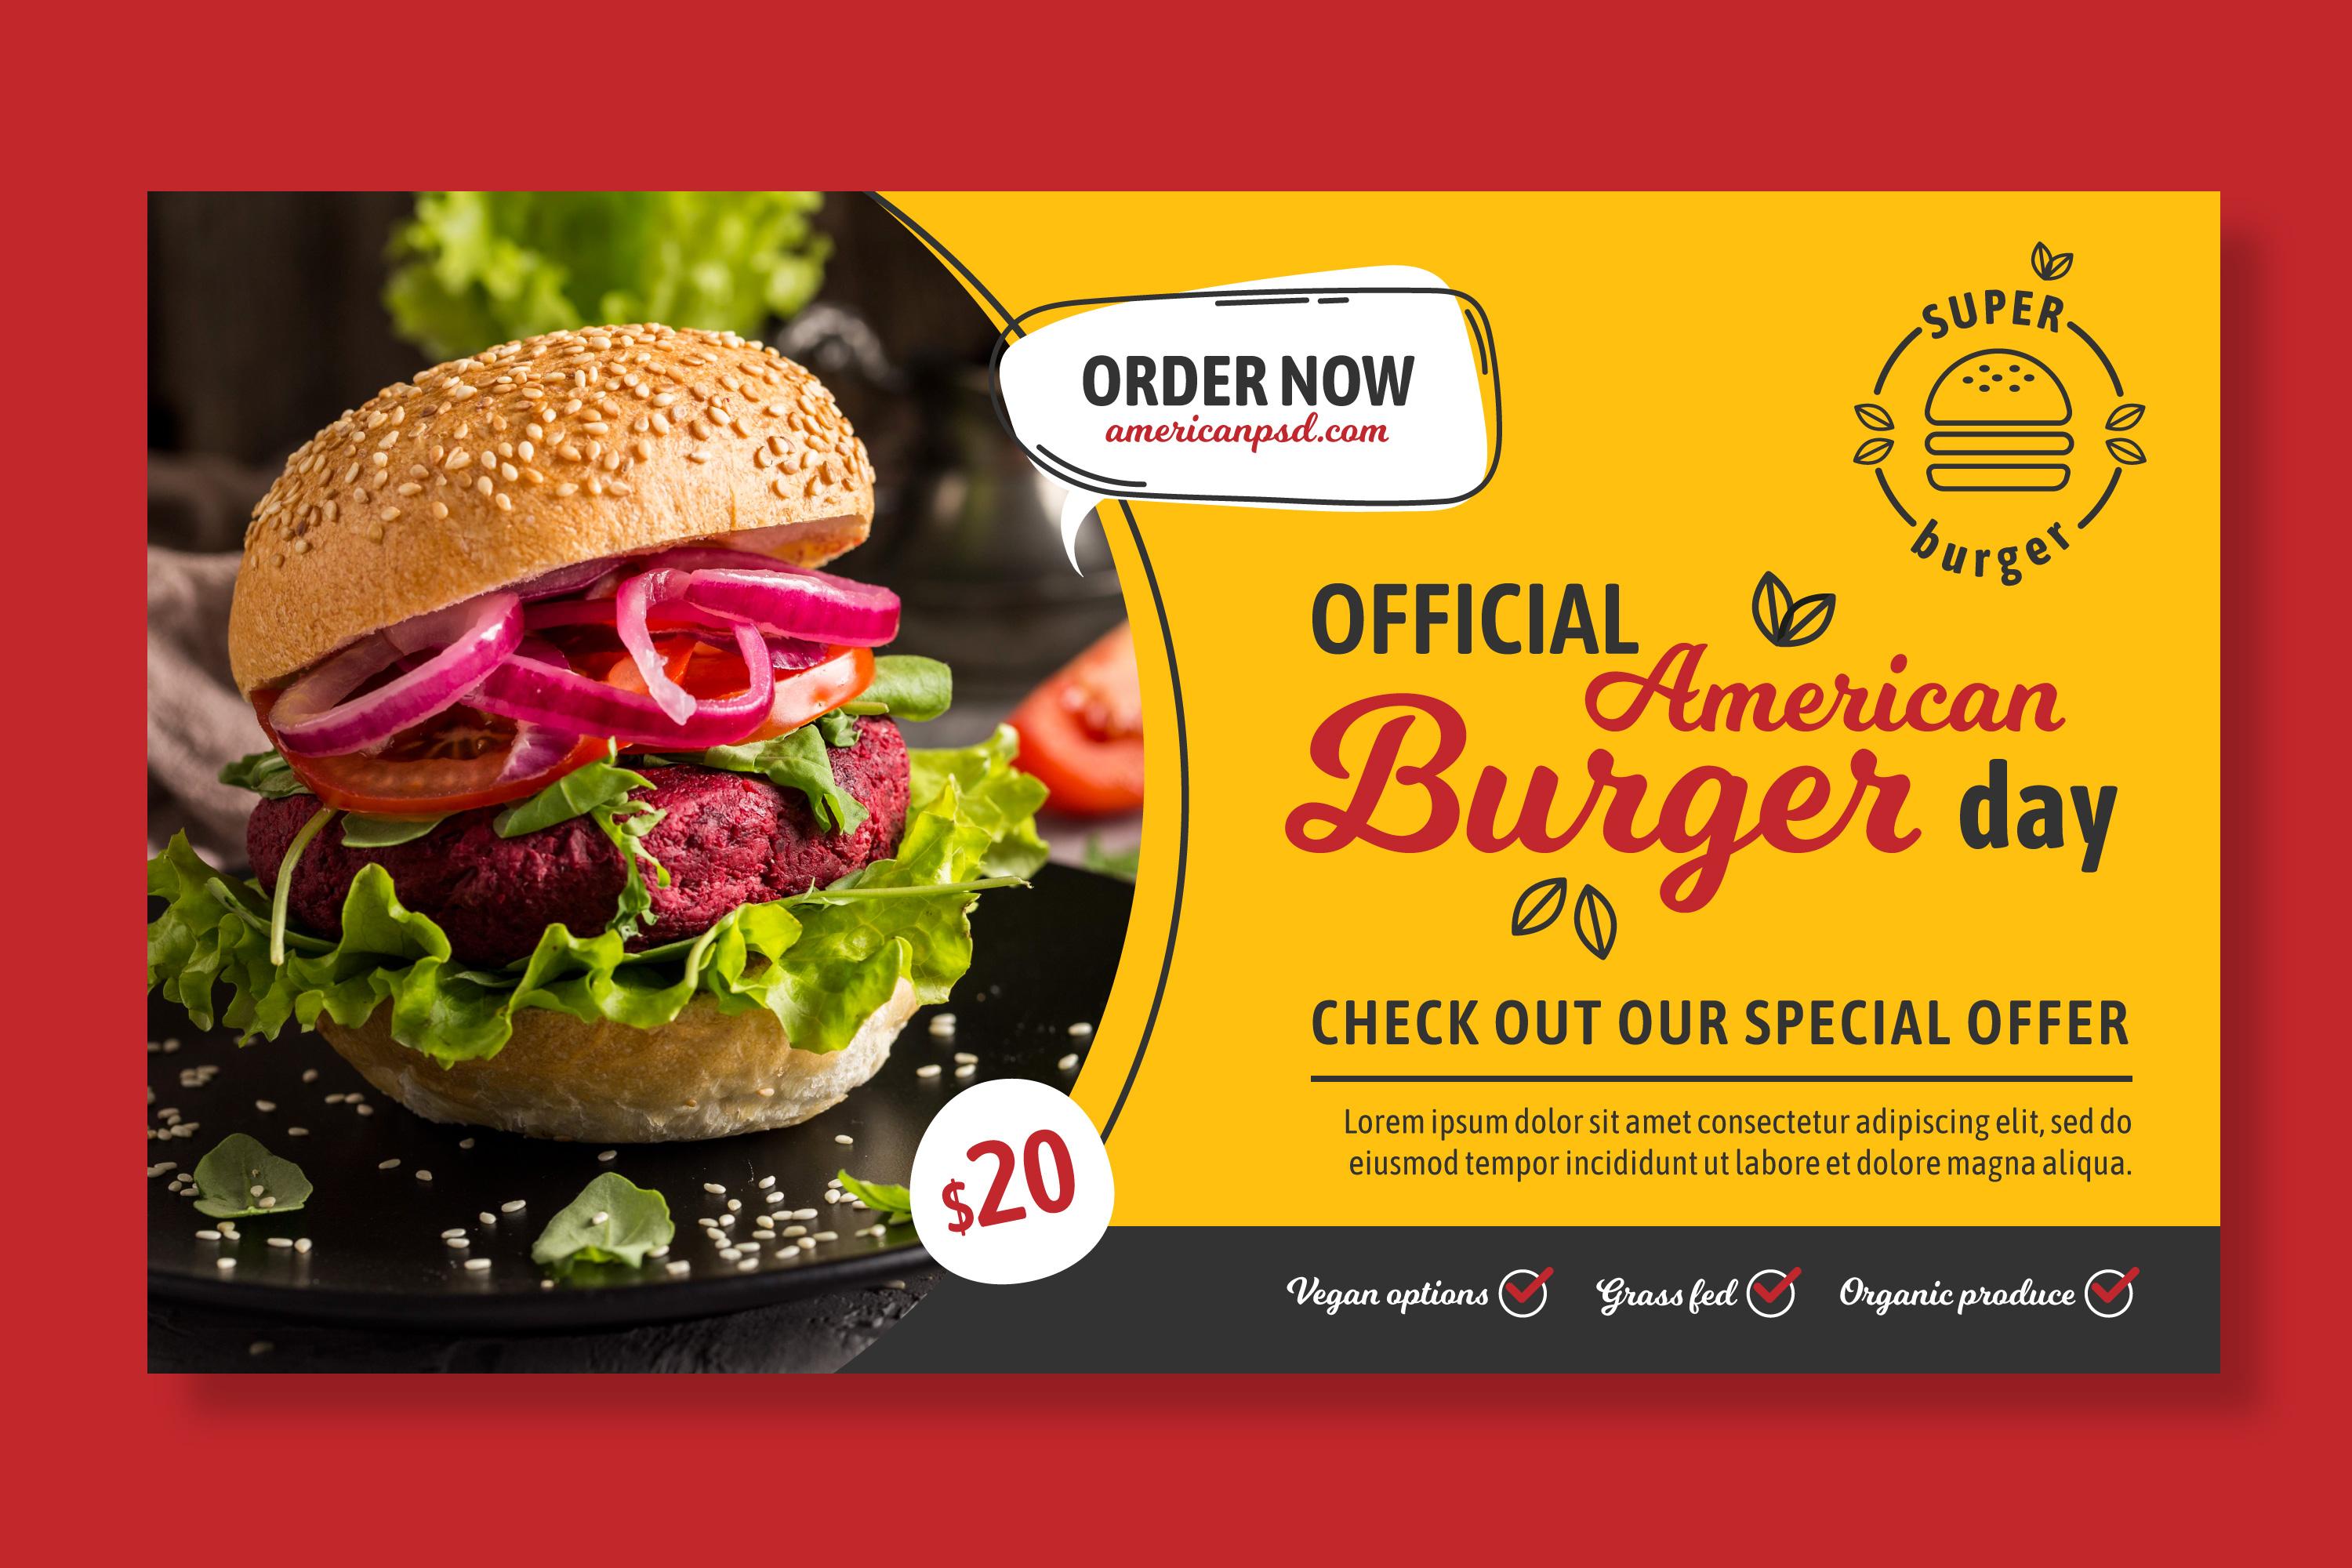 ORDER NOW
americanpsd.com
SUPER
burger
OFFICIAL
American
Burger day
CHECK OUT OUR SPECIAL OFFER
Lorem ipsum dolor sit amet consectetur adipiscing elit, sed do
eiusmod tempor incididunt ut labore et dolore magna aliqua.
$20
Vegan options Grass fed Organic produce